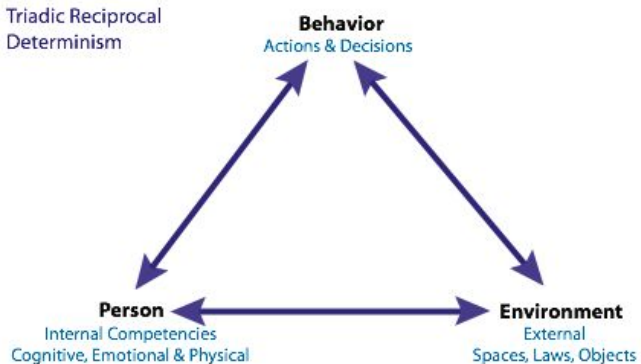 Triadic Reciprocal
Determinism
Behavior
Actions & Decisions
Person
Internal Competencies
Cognitive, Emotional & Physical
Environment
External
Spaces, Laws, Objects